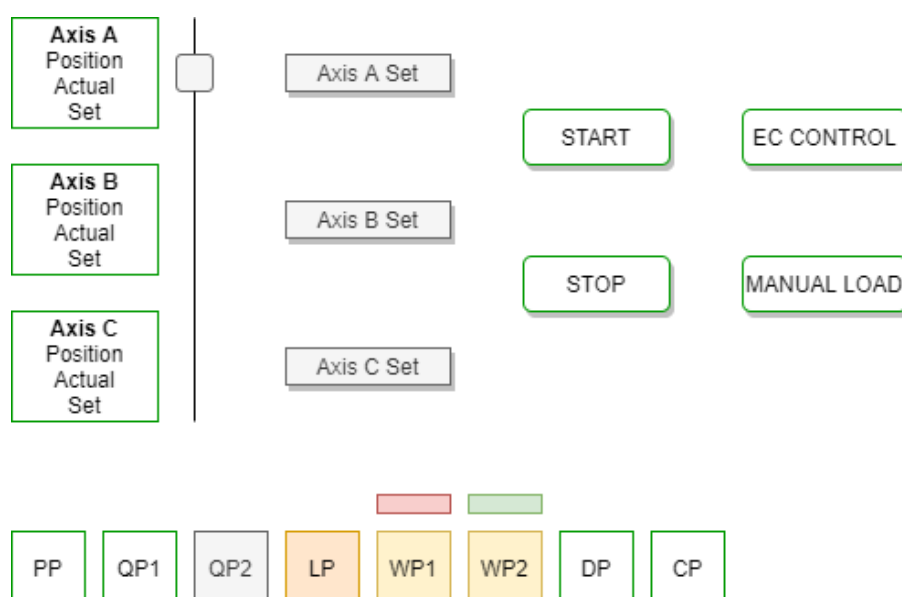 Axis A
Position
Actual
Set
Axis A Set
START
EC CONTROL
Axis B
Position
Actual
Set
Axis B Set
STOP
MANUAL LOAD
Axis C
Position
Actual
Set
Axis C Set
PP
QP1
QP2
LP
WP1
WP2
DP
CP